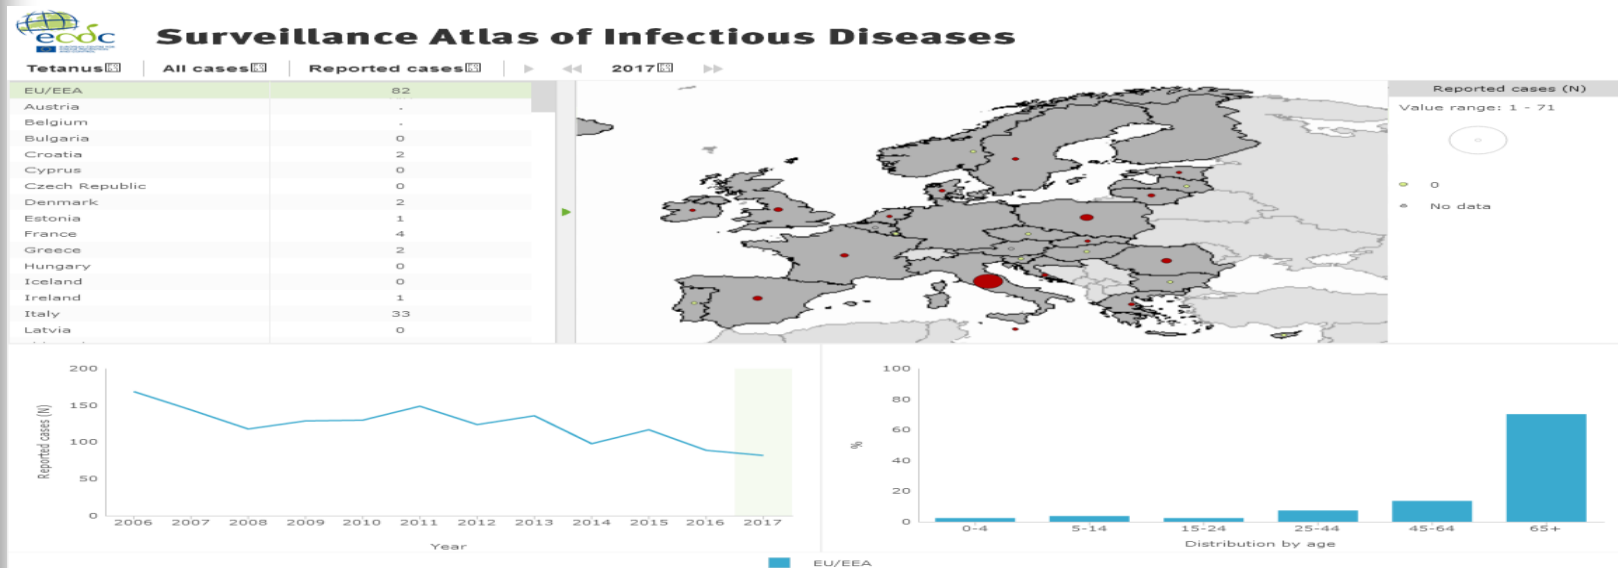 ecdc
Surveillance Atlas of Infectious Diseases
Tetanus All cases Reported cases 2017
EU/EEA 82
Austria .
Belgium .
Bulgaria 0
Croatia 2
Cyprus 0
Czech Republic 0
Denmark 2
Estonia 1
France 4
Greece 2
Hungary 0
Iceland 0
Ireland 1
Italy 33
Latvia 0
Reported cases (N)
Value range: 1 - 71
0
No data
200
150
100
50
0
Reported cases (N)
2006 2007 2008 2009 2010 2011 2012 2013 2014 2015 2016 2017
Year
100
80
60
40
20
0
%
0-4 5-14 15-24 25-44 45-64 65+
Distribution by age
EU/EEA